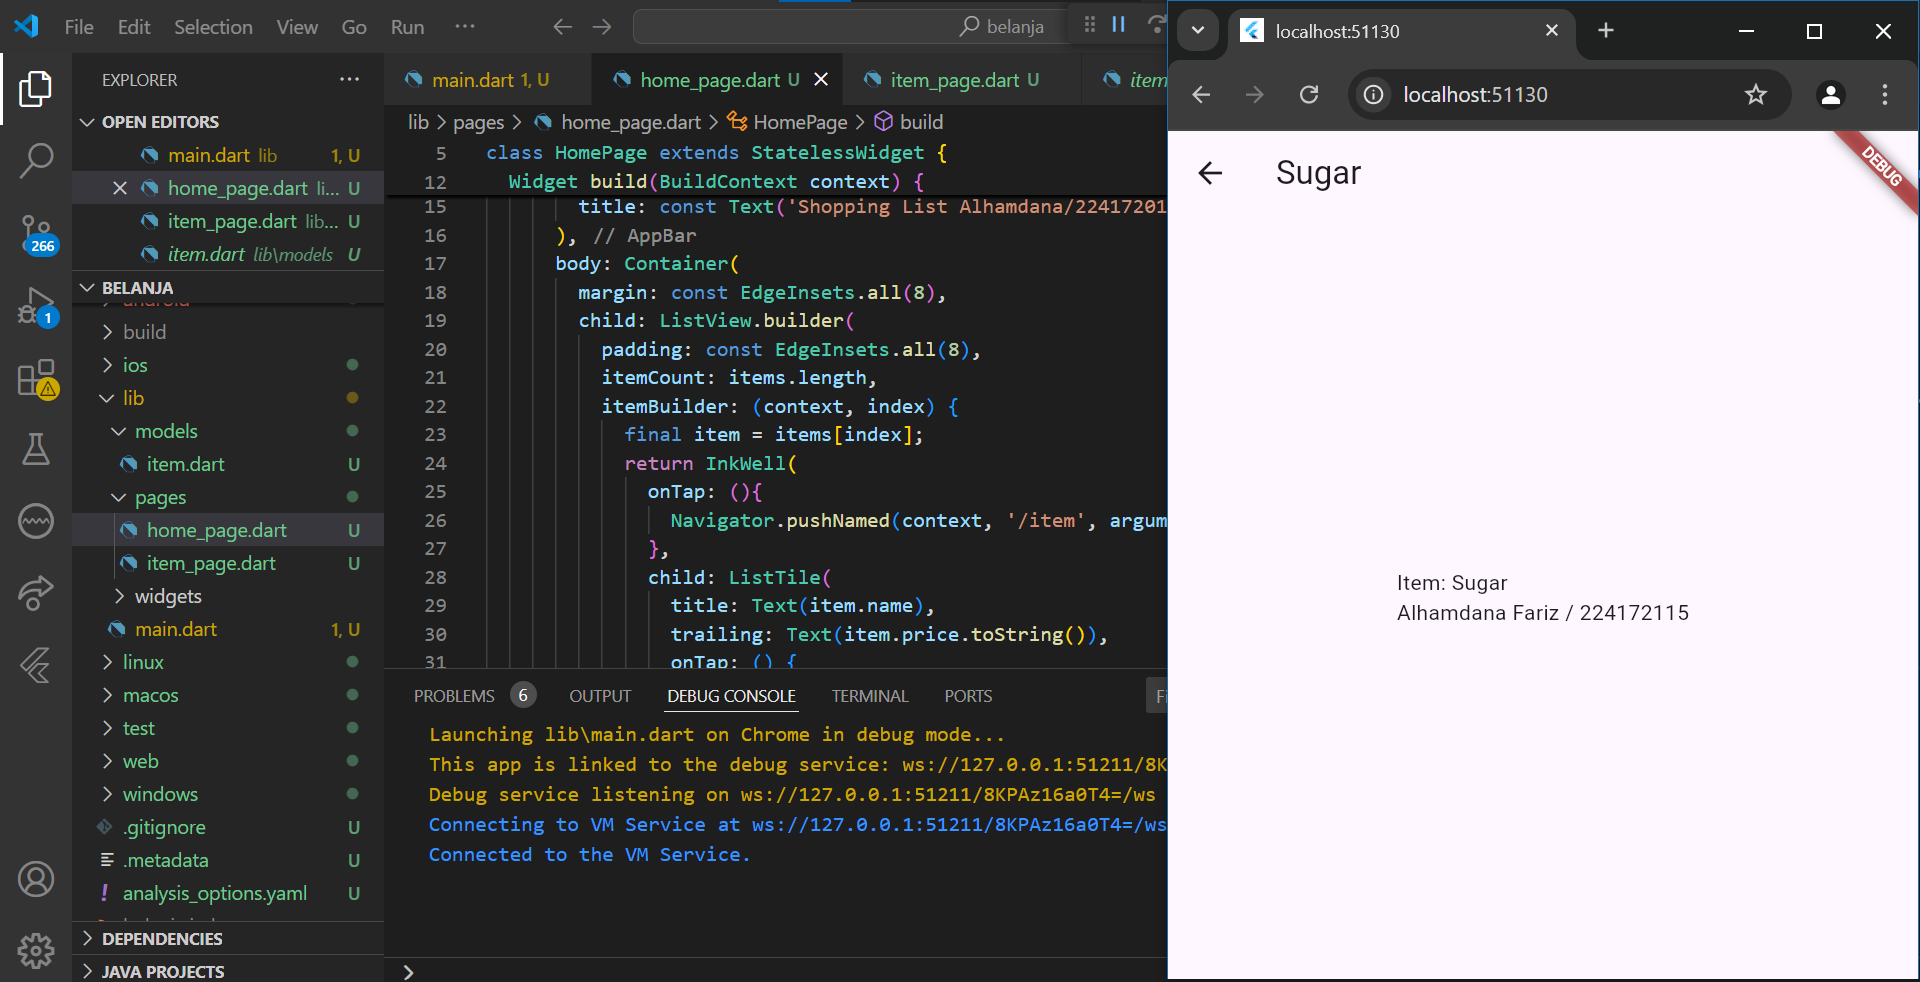 File Edit Selection View Go Run ···
belanja
EXPLORER ···
OPEN EDITORS
main.dart lib 1, U
home_page.dart li... U
item_page.dart lib... U
item.dart lib\models U
266
1
BELANJA
android
build
ios
lib
models
item.dart U
pages
home_page.dart U
item_page.dart U
widgets
main.dart 1, U
linux
macos
test
web
windows
.gitignore U
.metadata U
analysis_options.yaml U
DEPENDENCIES
JAVA PROJECTS
main.dart 1, U
home_page.dart U
item_page.dart U
item
lib > pages > home_page.dart > HomePage > build
5 class HomePage extends StatelessWidget {
12 Widget build(BuildContext context) {
15 title: const Text('Shopping List Alhamdana/22417201
16 ), // AppBar
17 body: Container(
18 margin: const EdgeInsets.all(8),
19 child: ListView.builder(
20 padding: const EdgeInsets.all(8),
21 itemCount: items.length,
22 itemBuilder: (context, index) {
23 final item = items[index];
24 return InkWell(
25 onTap: (){
26 Navigator.pushNamed(context, '/item', argum
27 },
28 child: ListTile(
29 title: Text(item.name),
30 trailing: Text(item.price.toString()),
31 onTap: () {
PROBLEMS 6 OUTPUT DEBUG CONSOLE TERMINAL PORTS Fi
Launching lib\main.dart on Chrome in debug mode...
This app is linked to the debug service: ws://127.0.0.1:51211/8K
Debug service listening on ws://127.0.0.1:51211/8KPAz16a0T4=/ws
Connecting to VM Service at ws://127.0.0.1:51211/8KPAz16a0T4=/ws
Connected to the VM Service.
>
localhost:51130
localhost:51130
Sugar
DEBUG
Item: Sugar
Alhamdana Fariz / 224172115